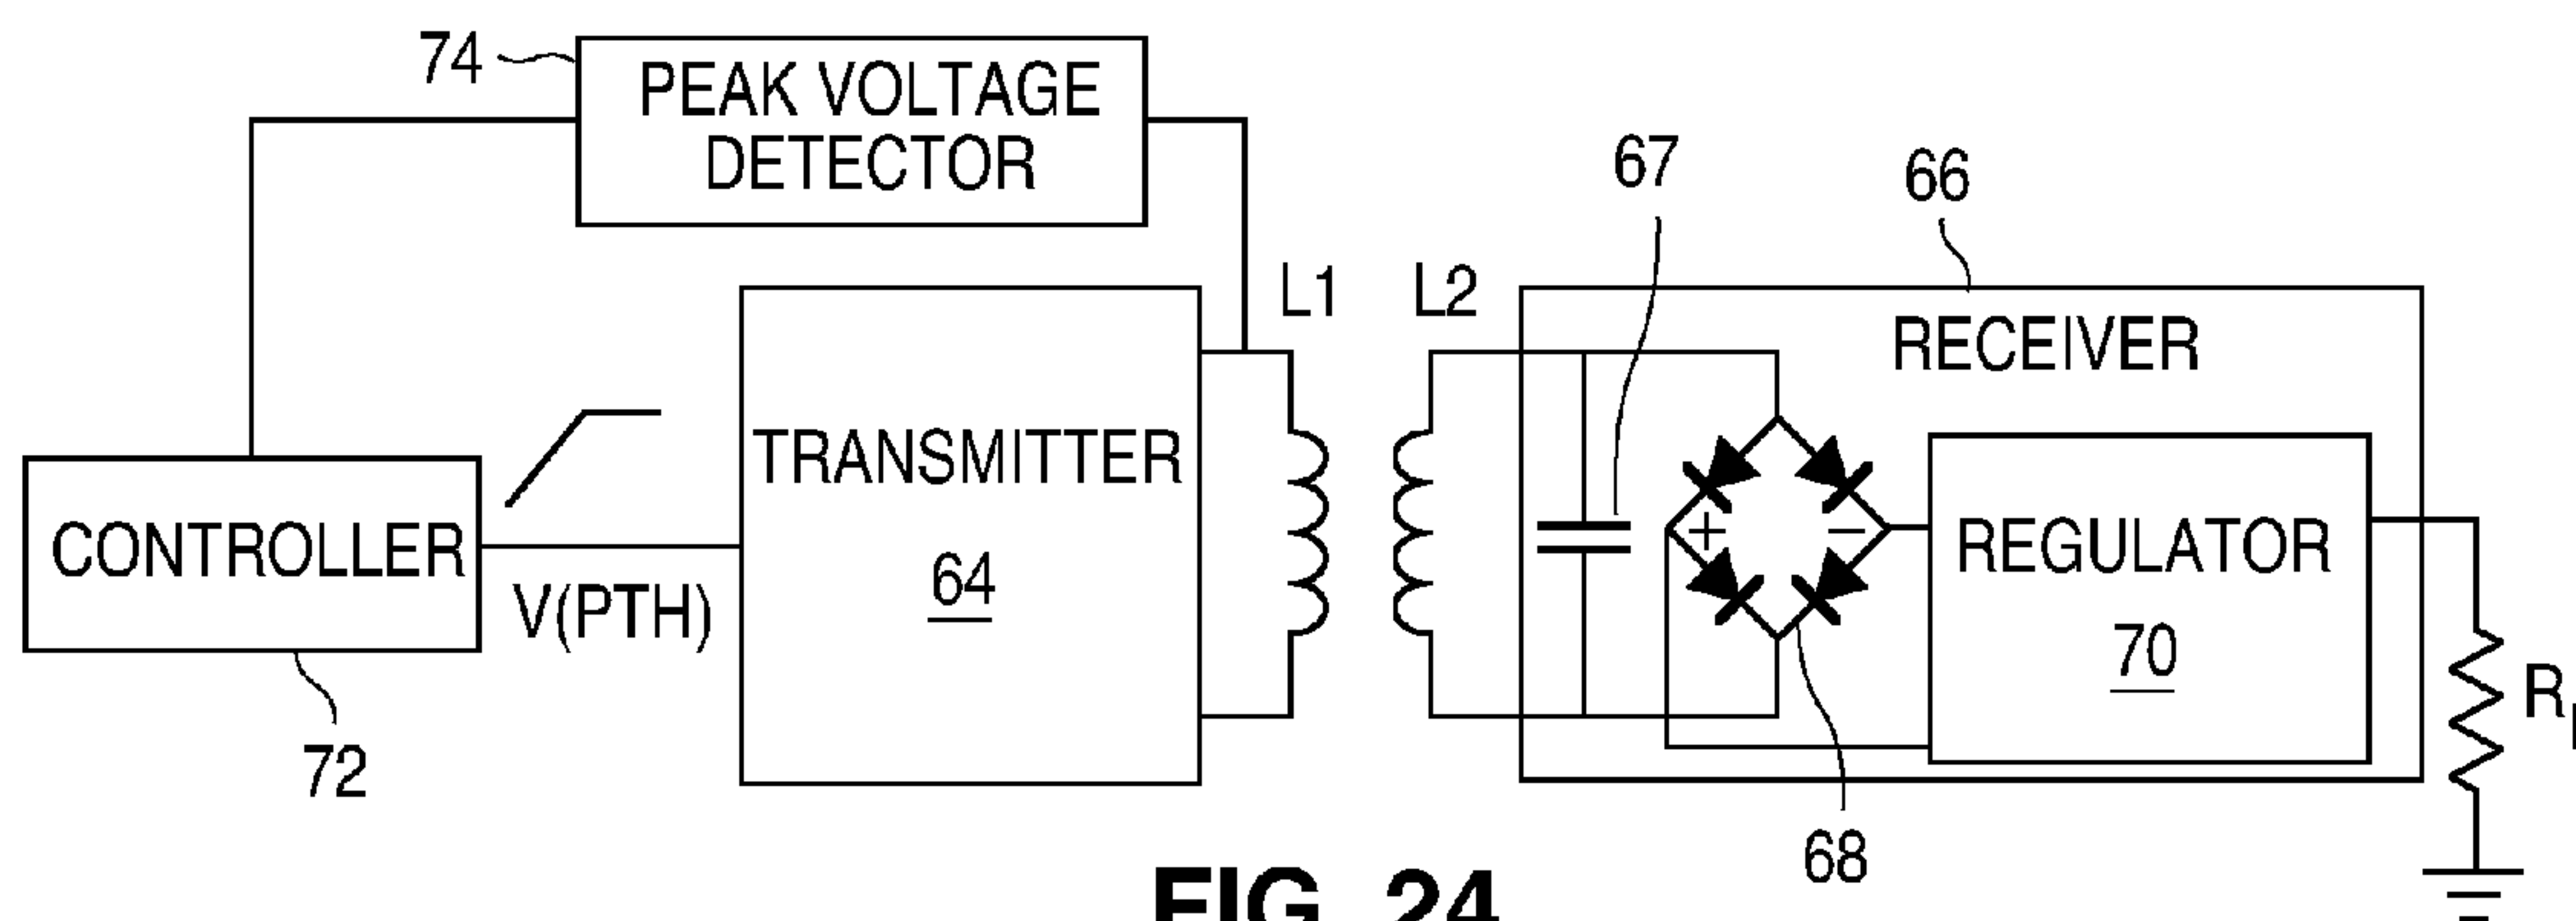 74
PEAK VOLTAGE
DETECTOR
67
66
L1
L2
RECEIVER
TRANSMITTER
64
CONTROLLER
V(PTH)
72
+
−
REGULATOR
70
R
68
FIG. 24